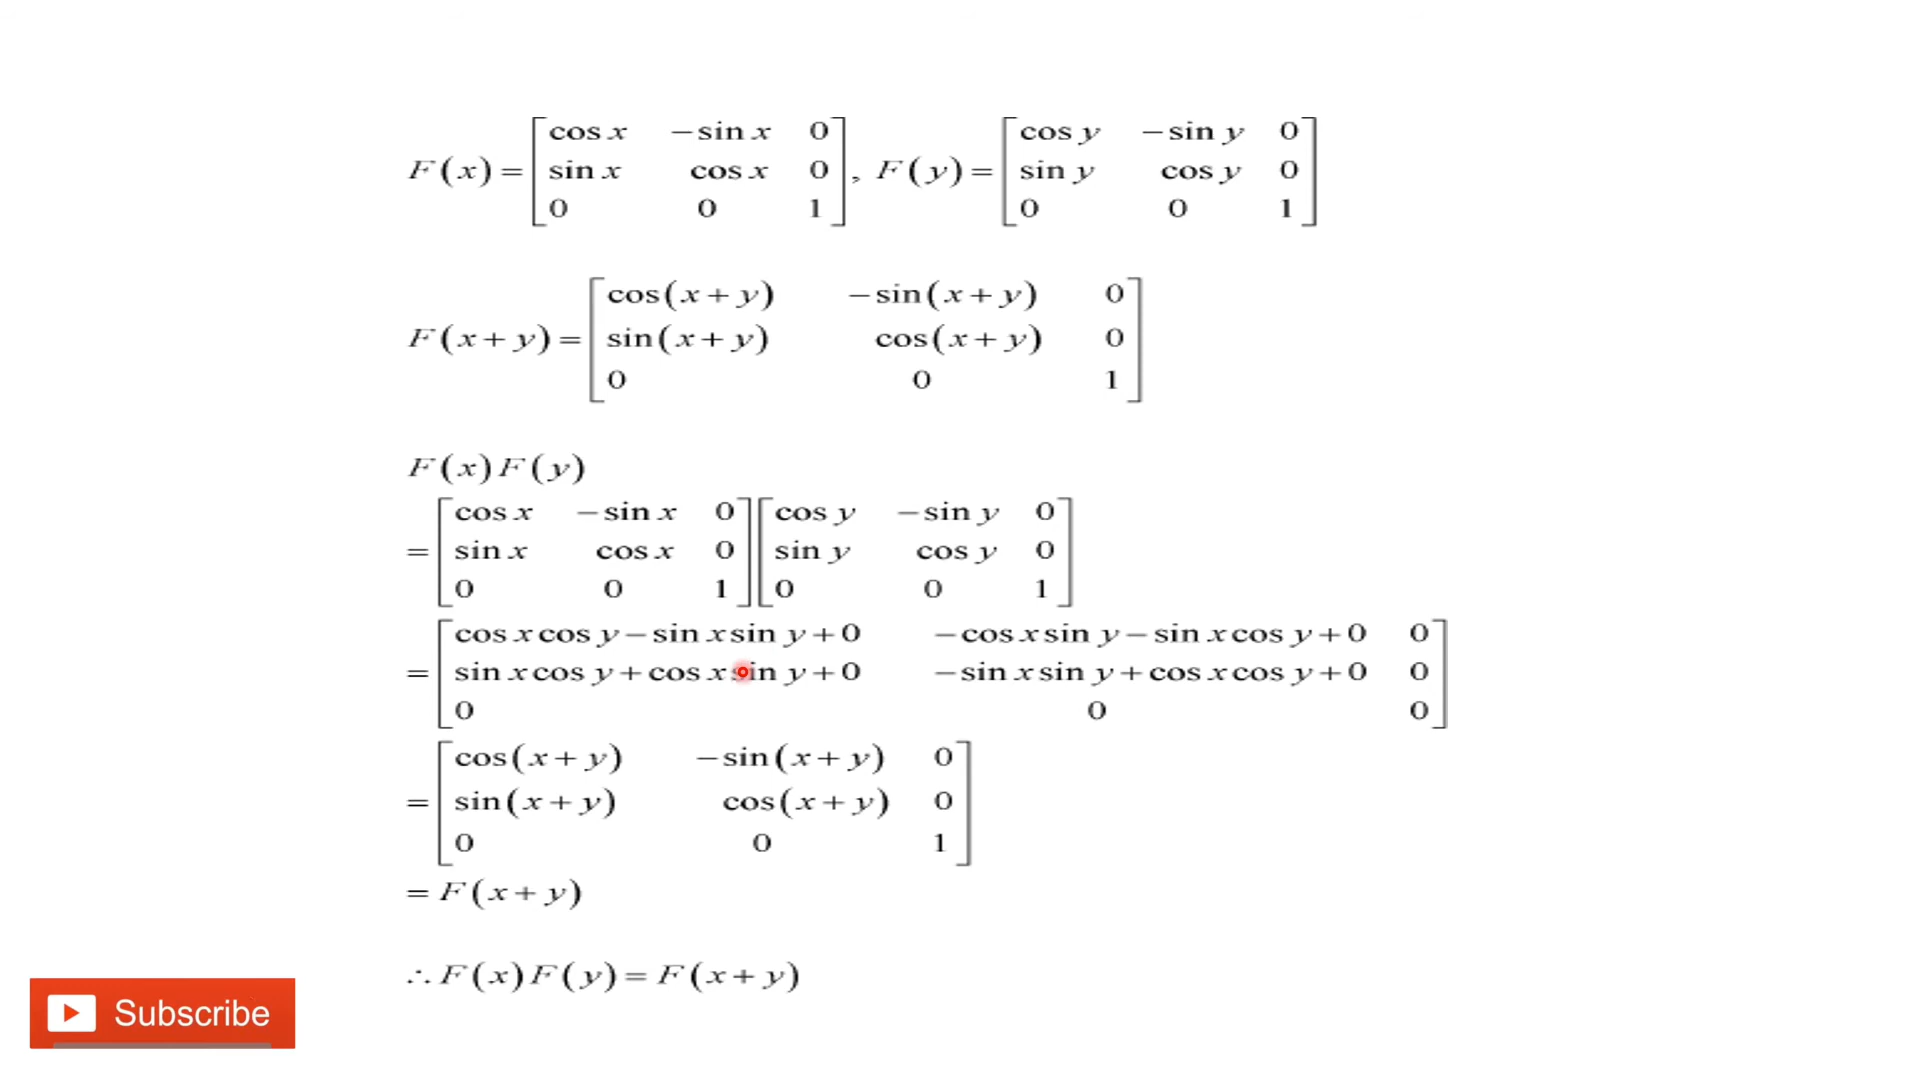 F(x) = [cos x −sin x 0
sin x cos x 0
0 0 1], F(y) = [cos y −sin y 0
sin y cos y 0
0 0 1]
F(x+y) = [cos(x+y) −sin(x+y) 0
sin(x+y) cos(x+y) 0
0 0 1]
F(x)F(y)
= [cos x −sin x 0
sin x cos x 0
0 0 1] [cos y −sin y 0
sin y cos y 0
0 0 1]
= [cos x cos y − sin x sin y + 0 −cos x sin y − sin x cos y + 0 0
sin x cos y + cos x sin y + 0 −sin x sin y + cos x cos y + 0 0
0 0 0]
= [cos(x+y) −sin(x+y) 0
sin(x+y) cos(x+y) 0
0 0 1]
= F(x+y)
∴ F(x)F(y) = F(x+y)
Subscribe